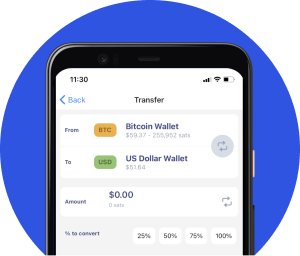 11:30
Back
Transfer
From
BTC
Bitcoin Wallet
$59.37 - 255,952 sats
To
USD
US Dollar Wallet
$51.64
Amount
$0.00
0 sats
% to convert
25%
50%
75%
100%